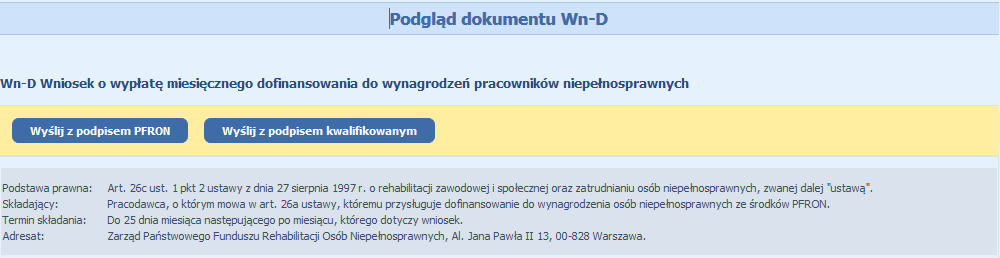 Podgląd dokumentu Wn-D
Wn-D Wniosek o wypłatę miesięcznego dofinansowania do wynagrodzeń pracowników niepełnosprawnych
Wyślij z podpisem PFRON Wyślij z podpisem kwalifikowanym
Podstawa prawna: Art. 26c ust. 1 pkt 2 ustawy z dnia 27 sierpnia 1997 r. o rehabilitacji zawodowej i społecznej oraz zatrudnianiu osób niepełnosprawnych, zwanej dalej "ustawą".
Składający: Pracodawca, o którym mowa w art. 26a ustawy, któremu przysługuje dofinansowanie do wynagrodzenia osób niepełnosprawnych ze środków PFRON.
Termin składania: Do 25 dnia miesiąca następującego po miesiącu, którego dotyczy wniosek.
Adresat: Zarząd Państwowego Funduszu Rehabilitacji Osób Niepełnosprawnych, Al. Jana Pawła II 13, 00-828 Warszawa.